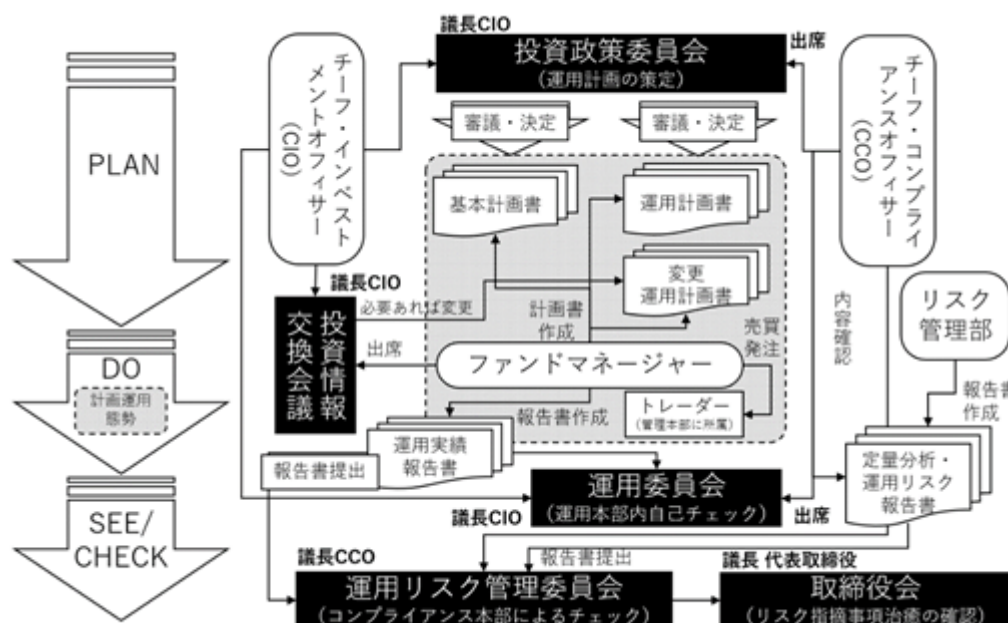 議長CIO
投資政策委員会
(運用計画の策定)
出席
チーフ・インベスト
メントオフィサー
(CIO)
チーフ・コンプライ
アンスオフィサー
(CCO)
審議・決定
審議・決定
PLAN
基本計画書
運用計画書
変更
運用計画書
議長CIO
必要あれば変更
投資情報
交換会議
出席
計画書
作成
売買
発注
内容確認
リスク
管理部
DO
計画運用
態勢
ファンドマネージャー
報告書作成
トレーダー
(管理本部に所属)
報告書
作成
運用実績
報告書
報告書提出
定量分析・
運用リスク
報告書
SEE/
CHECK
運用委員会
(運用本部内自己チェック)
議長CIO
出席
議長CCO
報告書提出
議長 代表取締役
運用リスク管理委員会
(コンプライアンス本部によるチェック)
取締役会
(リスク指摘事項治癒の確認)